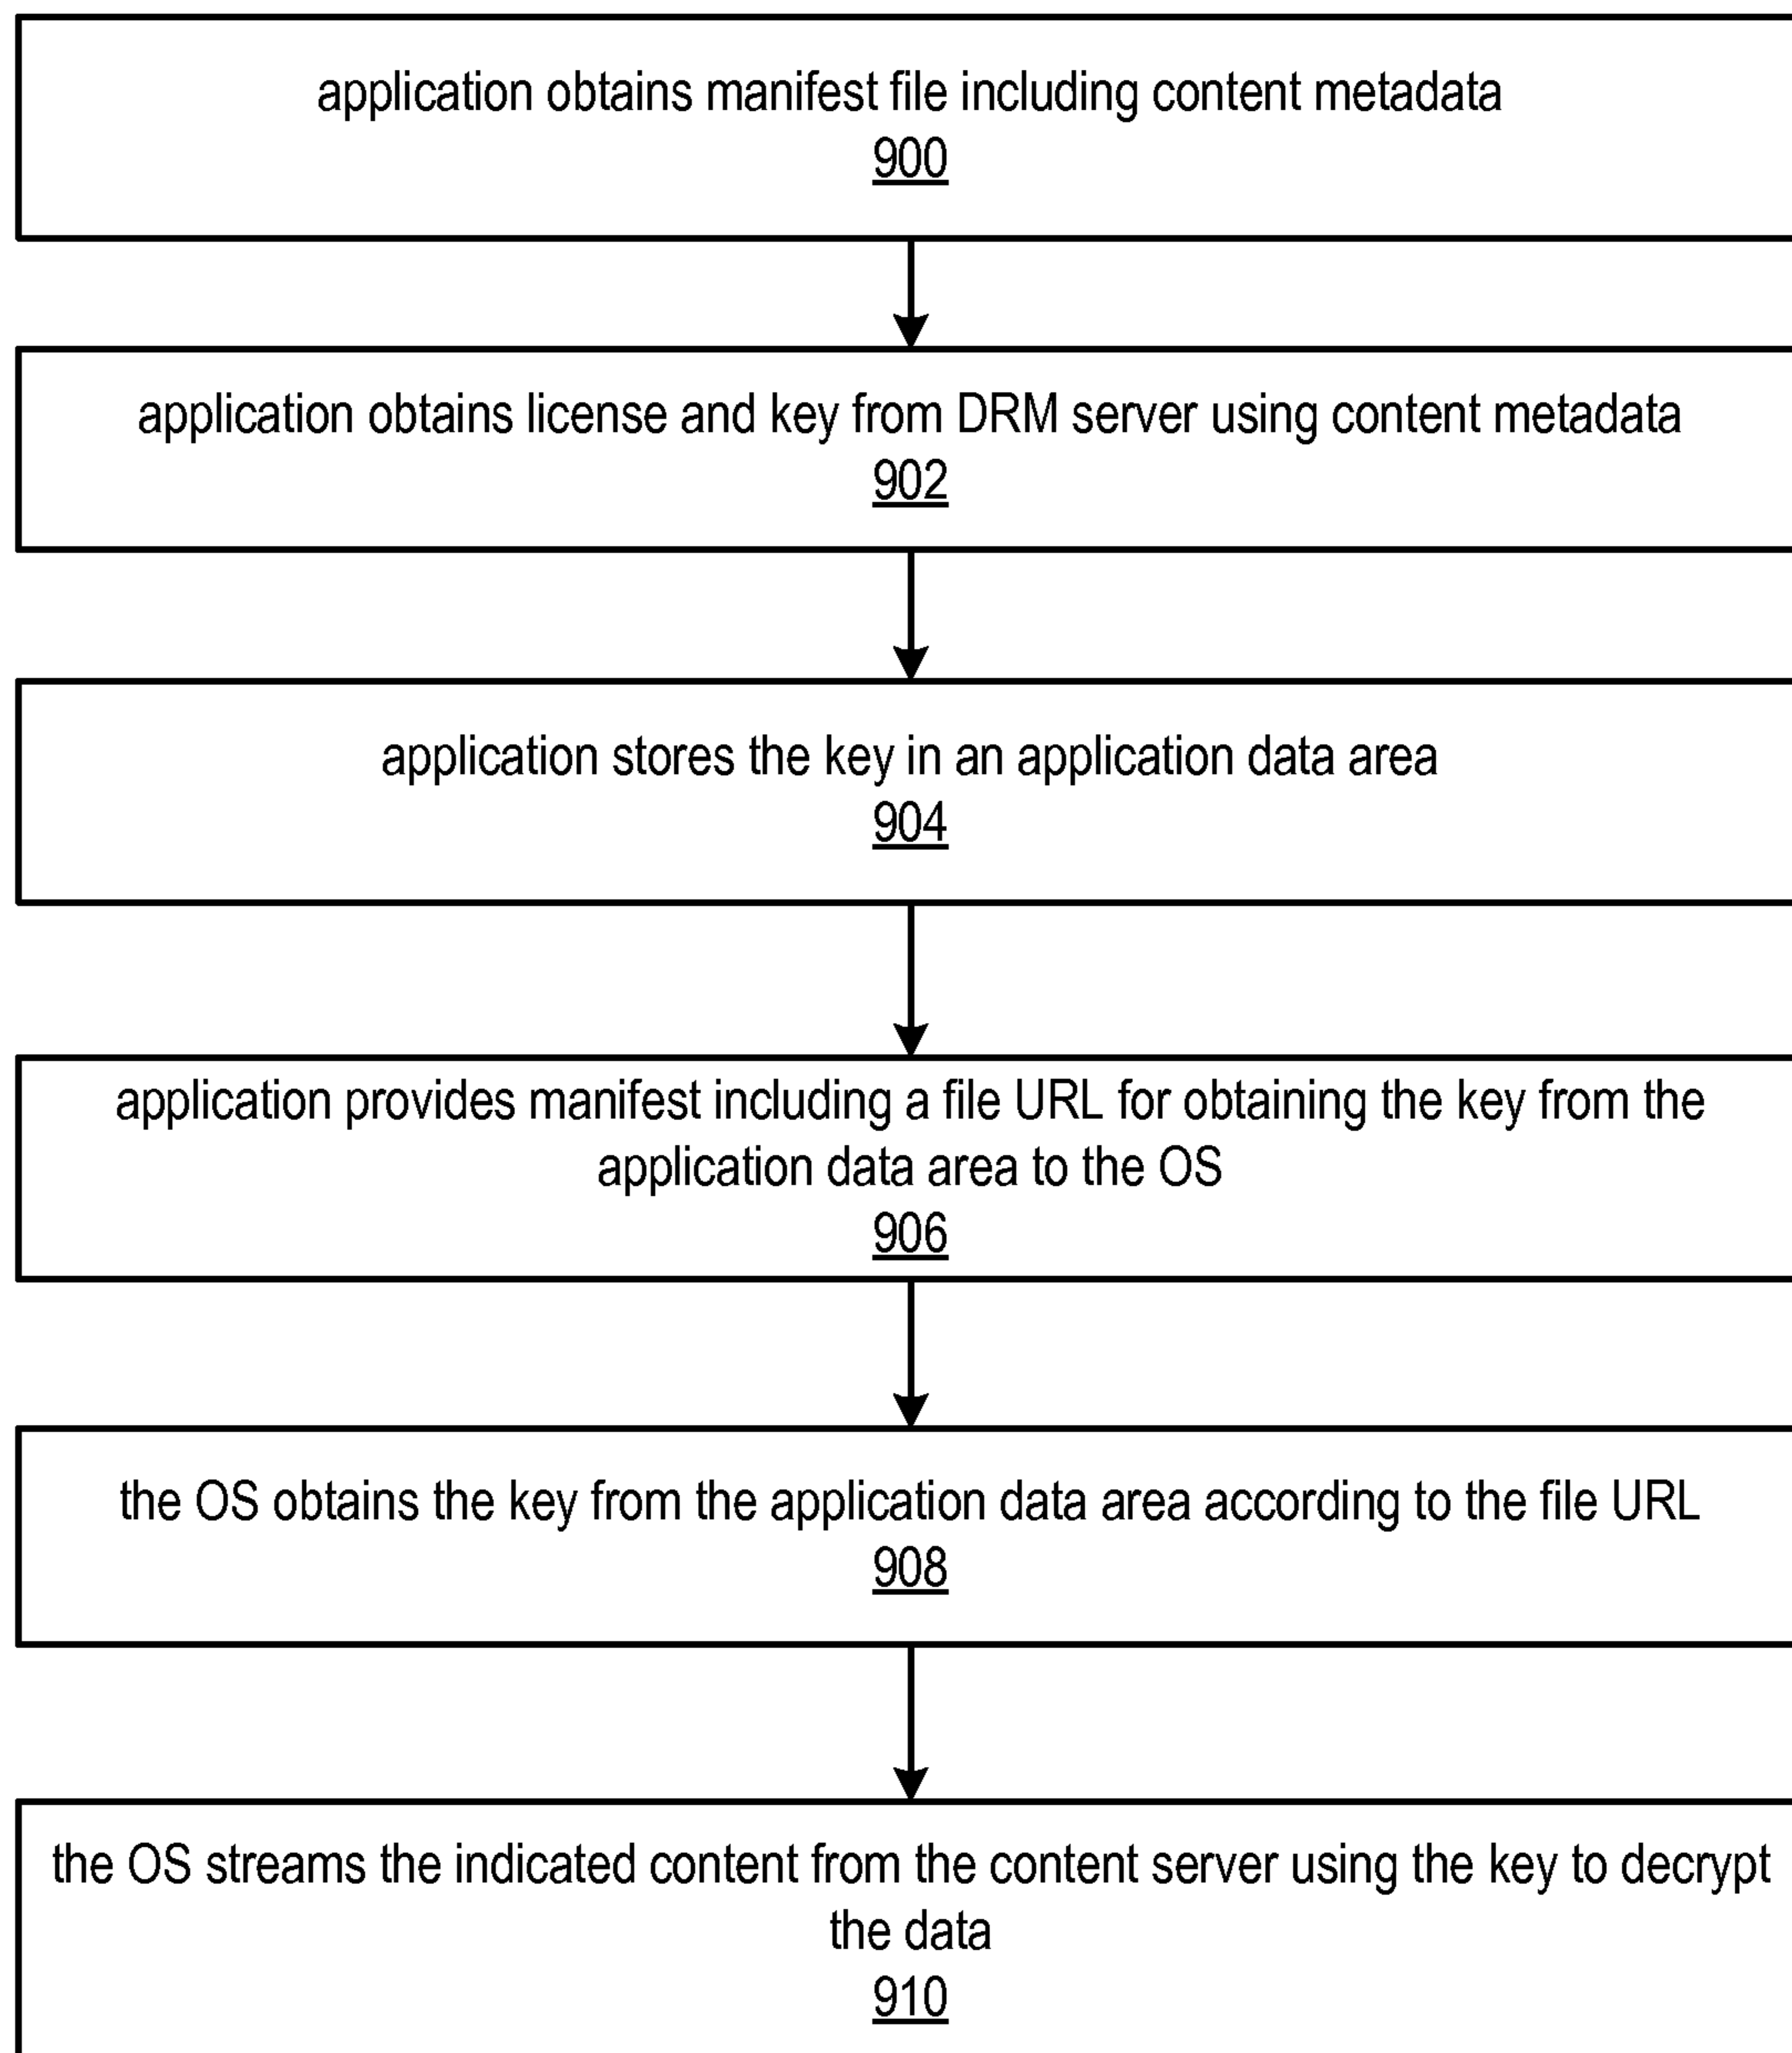 application obtains manifest file including content metadata
900
application obtains license and key from DRM server using content metadata
902
application stores the key in an application data area
904
application provides manifest including a file URL for obtaining the key from the
application data area to the OS
906
the OS obtains the key from the application data area according to the file URL
908
the OS streams the indicated content from the content server using the key to decrypt
the data
910